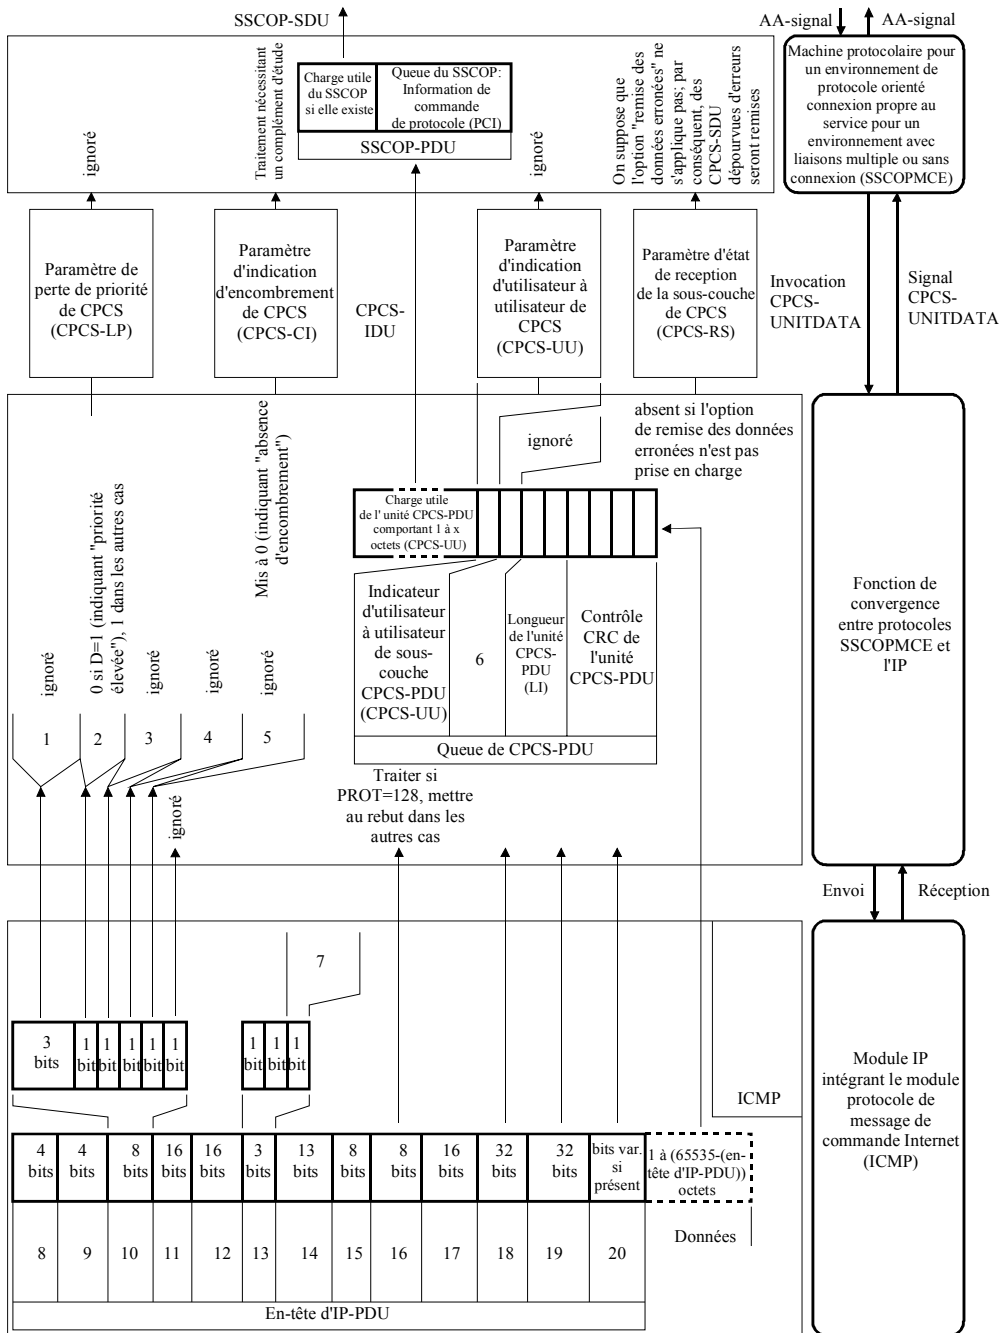 SSCOP-SDU
AA-signal
AA-signal
ignoré
Traitement nécessitant
un complément d'étude
Charge utile
du SSCOP
si elle existe
Queue du SSCOP:
Information de
commande
de protocole (PCI)
SSCOP-PDU
ignoré
On suppose que
l'option "remise des
données erronées" ne
s'applique pas; par
conséquent, des
CPCS-SDU
dépourvues d'erreurs
seront remises
Machine protocolaire pour
un environnement de
protocole orienté
connexion propre au
service pour un
environnement avec
liaisons multiple ou sans
connexion (SSCOPMCE)
Paramètre de
perte de priorité
de CPCS
(CPCS-LP)
Paramètre
d'indication
d'encombrement
de CPCS
(CPCS-CI)
CPCS-
IDU
Paramètre
d'indication
d'utilisateur à
utilisateur de
CPCS
(CPCS-UU)
Paramètre d'état
de reception
de la sous-couche
de CPCS
(CPCS-RS)
Invocation
CPCS-
UNITDATA
Signal
CPCS-
UNITDATA
ignoré
0 si D=1 (indiquant "priorité
élevée"), 1 dans les autres cas
ignoré
ignoré
Mis à 0 (indiquant "absence
d'encombrement")
ignoré
ignoré
absent si l'option
de remise des données
erronées n'est pas
prise en charge
Charge utile
de l' unité CPCS-PDU
comportant 1 à x
octets (CPCS-UU)
Indicateur
d'utilisateur
à utilisateur
de sous-
couche
CPCS-PDU
(CPCS-UU)
6
Longueur
de l'unité
CPCS-
PDU
(LI)
Contrôle
CRC de
l'unité
CPCS-PDU
Queue de CPCS-PDU
Fonction de
convergence
entre protocoles
SSCOPMCE et
l'IP
1
2
3
4
5
ignoré
Traiter si
PROT=128, mettre
au rebut dans les
autres cas
Envoi
Réception
7
3
bits
1
bit
1
bit
1
bit
1
bit
1
bit
1
bit
1
bit
1
bit
ICMP
Module IP
intégrant le module
protocole de
message de
commande Internet
(ICMP)
4
bits
4
bits
8
bits
16
bits
16
bits
3
bits
13
bits
8
bits
8
bits
16
bits
32
bits
32
bits
bits var.
si
présent
1 à (65535-(en-
tête d'IP-PDU))
octets
Données
8
9
10
11
12
13
14
15
16
17
18
19
20
En-tête d'IP-PDU